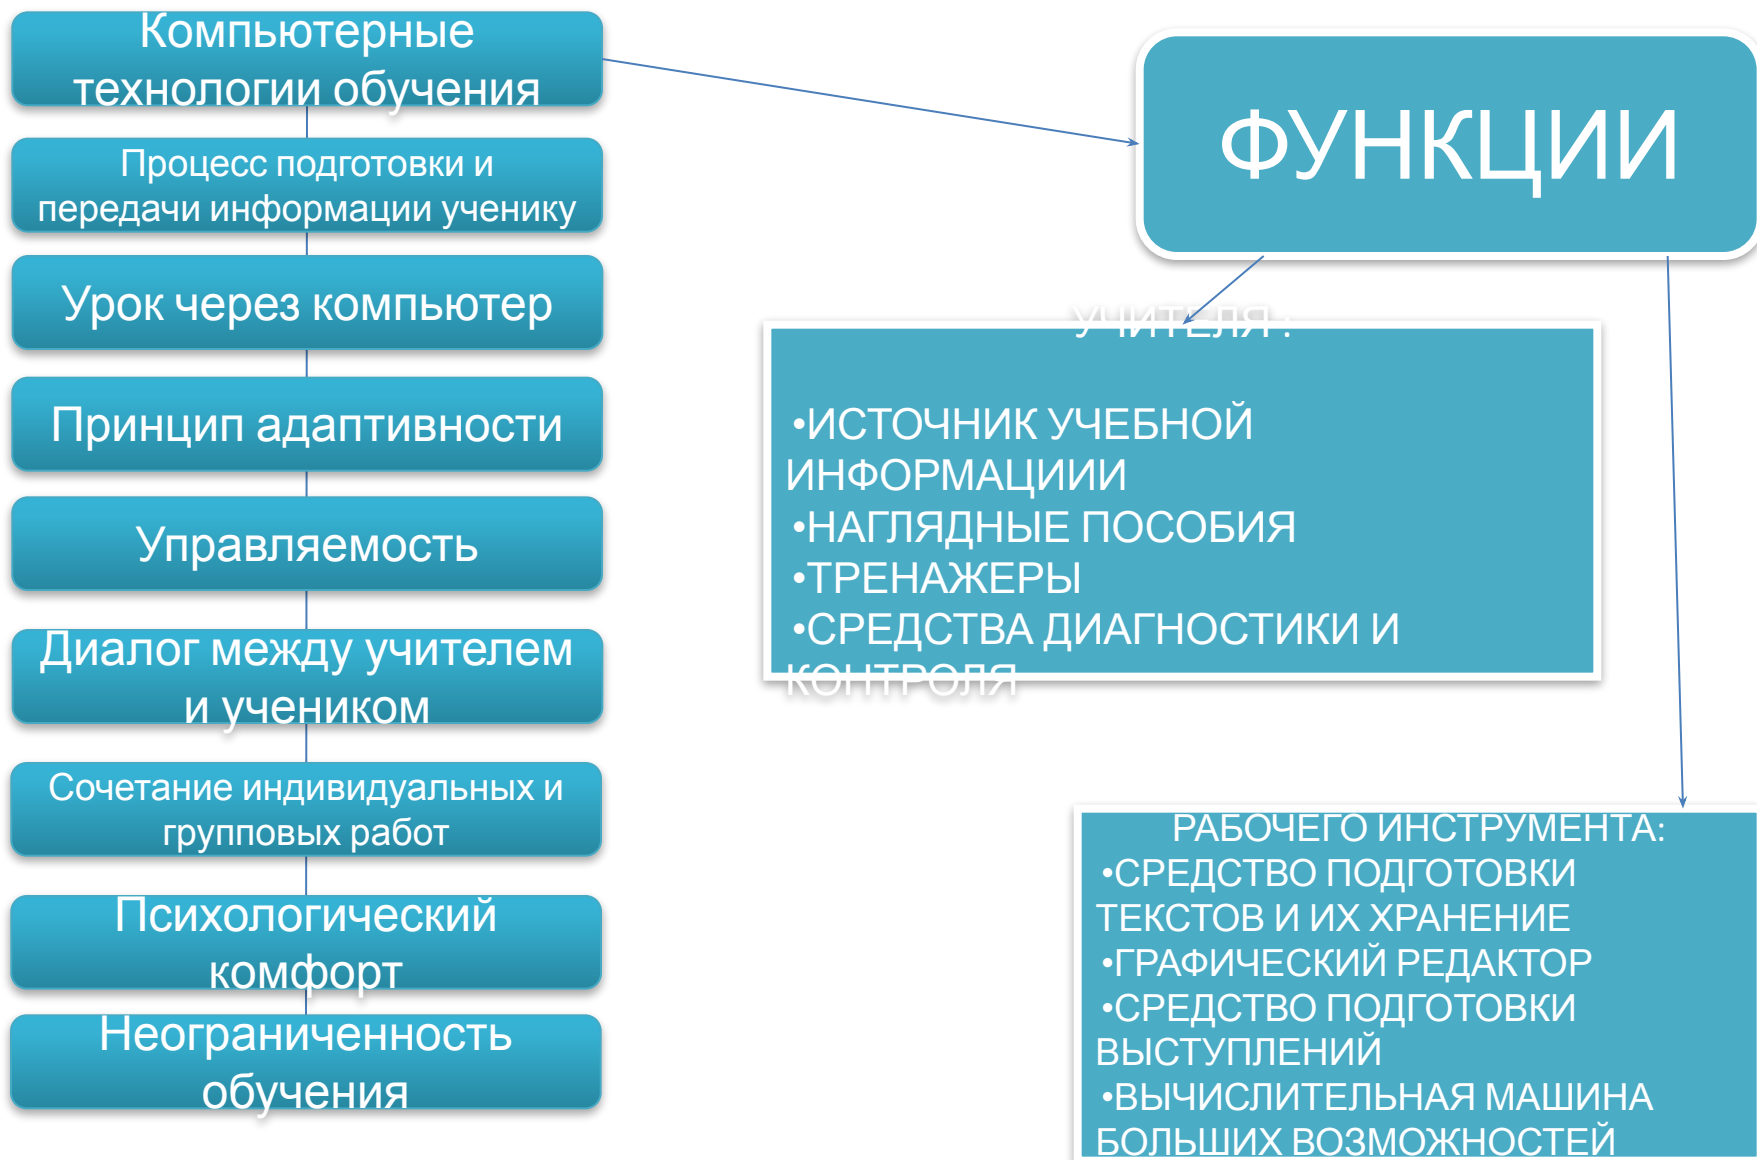 Компьютерные
технологии обучения
Процесс подготовки и
передачи информации ученику
Урок через компьютер
Принцип адаптивности
Управляемость
Диалог между учителем
и учеником
Сочетание индивидуальных и
групповых работ
Психологический
комфорт
Неограниченность
обучения
ФУНКЦИИ
УЧИТЕЛЯ :
•ИСТОЧНИК УЧЕБНОЙ
ИНФОРМАЦИИИ
•НАГЛЯДНЫЕ ПОСОБИЯ
•ТРЕНАЖЕРЫ
•СРЕДСТВА ДИАГНОСТИКИ И
КОНТРОЛЯ
РАБОЧЕГО ИНСТРУМЕНТА:
•СРЕДСТВО ПОДГОТОВКИ
ТЕКСТОВ И ИХ ХРАНЕНИЕ
•ГРАФИЧЕСКИЙ РЕДАКТОР
•СРЕДСТВО ПОДГОТОВКИ
ВЫСТУПЛЕНИЙ
•ВЫЧИСЛИТЕЛЬНАЯ МАШИНА
БОЛЬШИХ ВОЗМОЖНОСТЕЙ